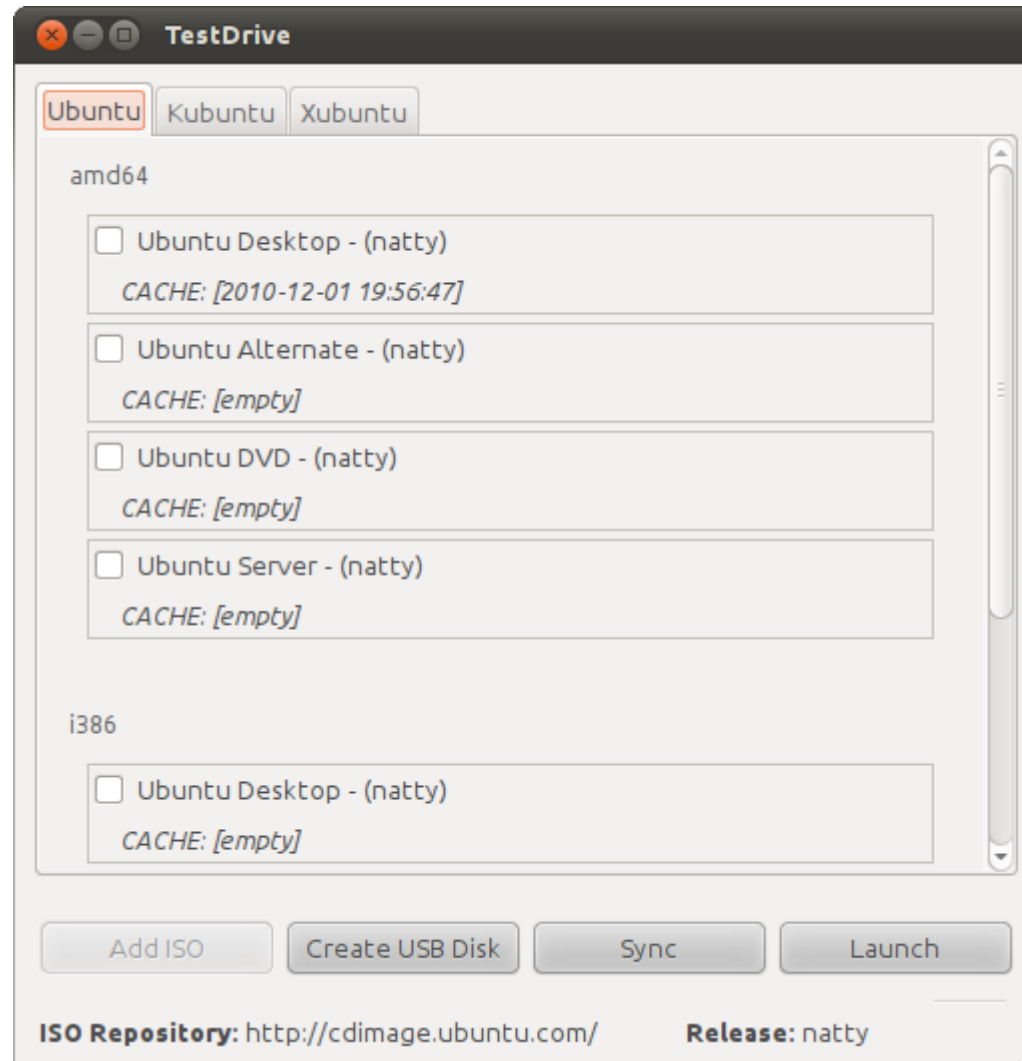 TestDrive
Ubuntu Kubuntu Xubuntu
amd64
Ubuntu Desktop - (natty)
CACHE: [2010-12-01 19:56:47]
Ubuntu Alternate - (natty)
CACHE: [empty]
Ubuntu DVD - (natty)
CACHE: [empty]
Ubuntu Server - (natty)
CACHE: [empty]
i386
Ubuntu Desktop - (natty)
CACHE: [empty]
Add ISO Create USB Disk Sync Launch
ISO Repository: http://cdimage.ubuntu.com/ Release: natty